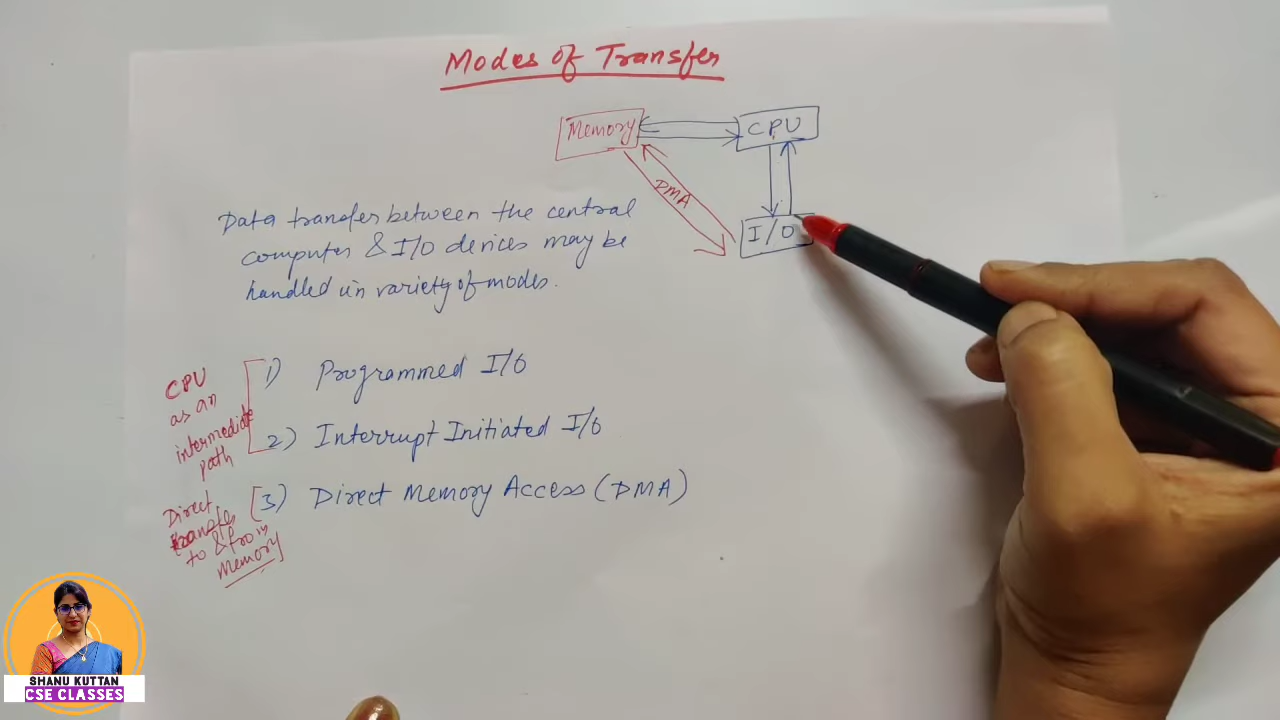 Modes of Transfer
Memory
CPU
DMA
I/O
Data transfer between the central
computer & I/O devices may be
handled in variety of modes.
CPU
as an
intermediate
path
1) Programmed I/O
2) Interrupt Initiated I/O
Direct
transfer
to & from
Memory
3) Direct Memory Access (DMA)
SHANU KUTTAN
CSE CLASSES